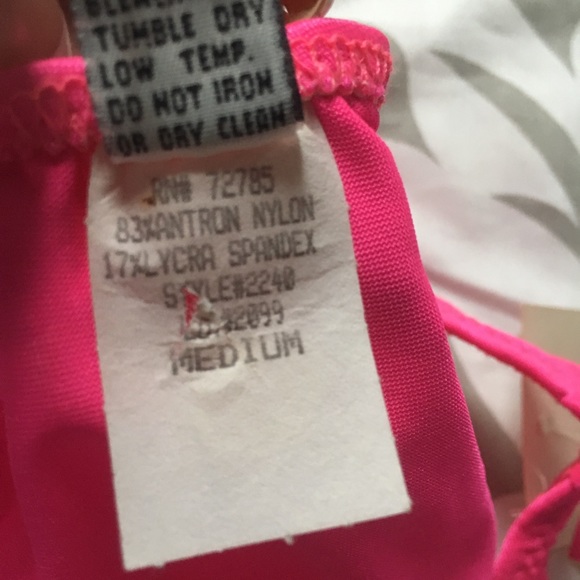 TUMBLE DRY
LOW TEMP.
DO NOT IRON
OR DRY CLEAN
RN# 72785
83%ANTRON NYLON
17%LYCRA SPANDEX
STYLE#2240
MEDIUM